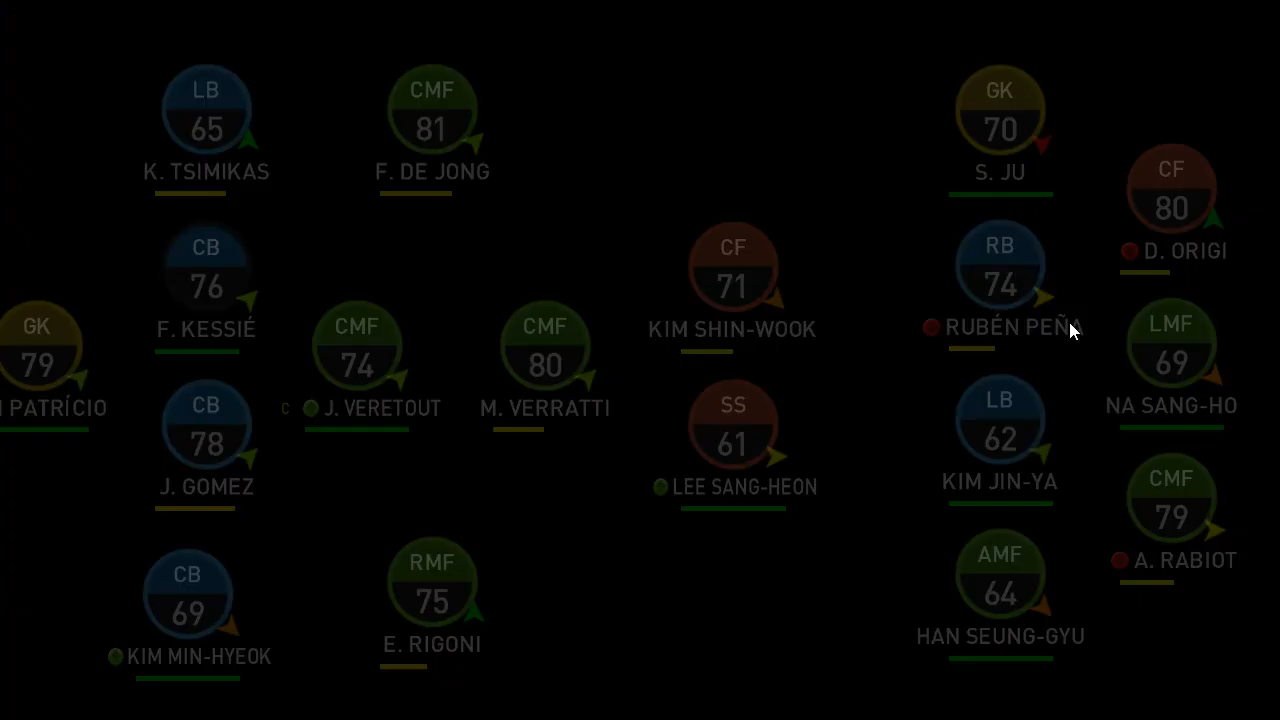 LB
65
K. TSIMIKAS
CMF
81
F. DE JONG
CB
76
F. KESSIÉ
GK
79
PATRÍCIO
CMF
74
C J. VERETOUT
CMF
80
M. VERRATTI
CB
78
J. GOMEZ
CB
69
KIM MIN-HYEOK
RMF
75
E. RIGONI
CF
71
KIM SHIN-WOOK
SS
61
LEE SANG-HEON
GK
70
S. JU
RB
74
RUBÉN PEÑA
LB
62
KIM JIN-YA
AMF
64
HAN SEUNG-GYU
CF
80
D. ORIGI
LMF
69
NA SANG-HO
CMF
79
A. RABIOT